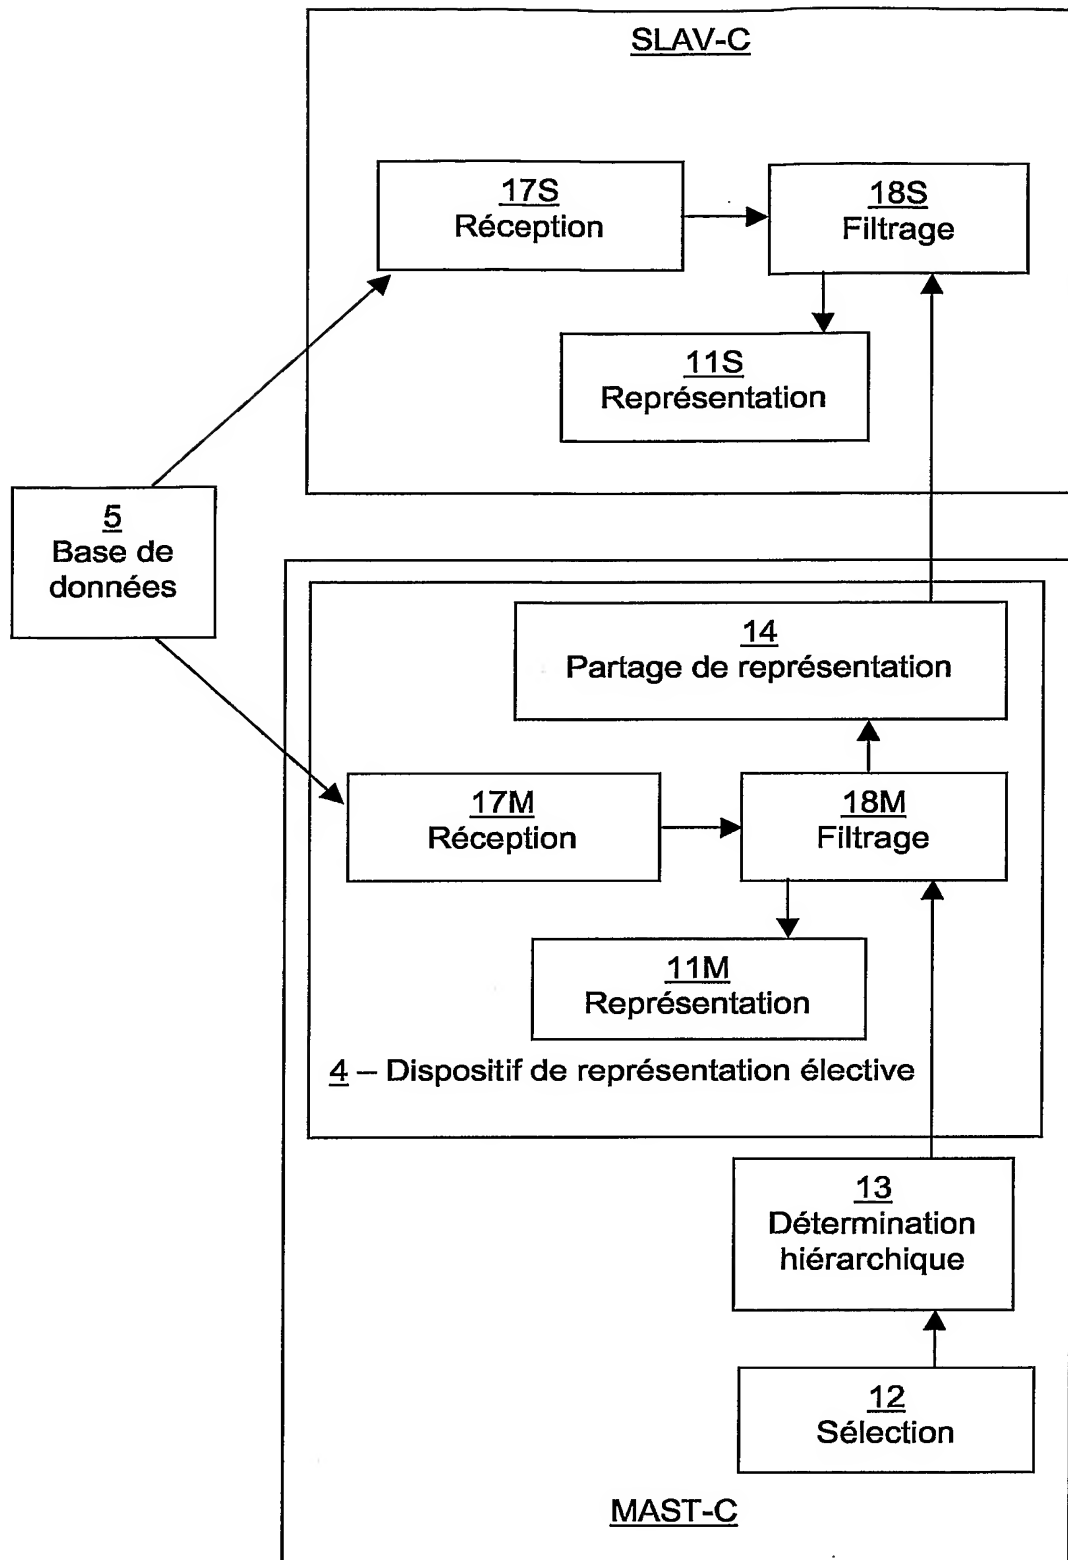 SLAV-C
17S
Réception
18S
Filtrage
11S
Représentation
5
Base de
données
14
Partage de représentation
17M
Réception
18M
Filtrage
11M
Représentation
4 – Dispositif de représentation élective
13
Détermination
hiérarchique
12
Sélection
MAST-C